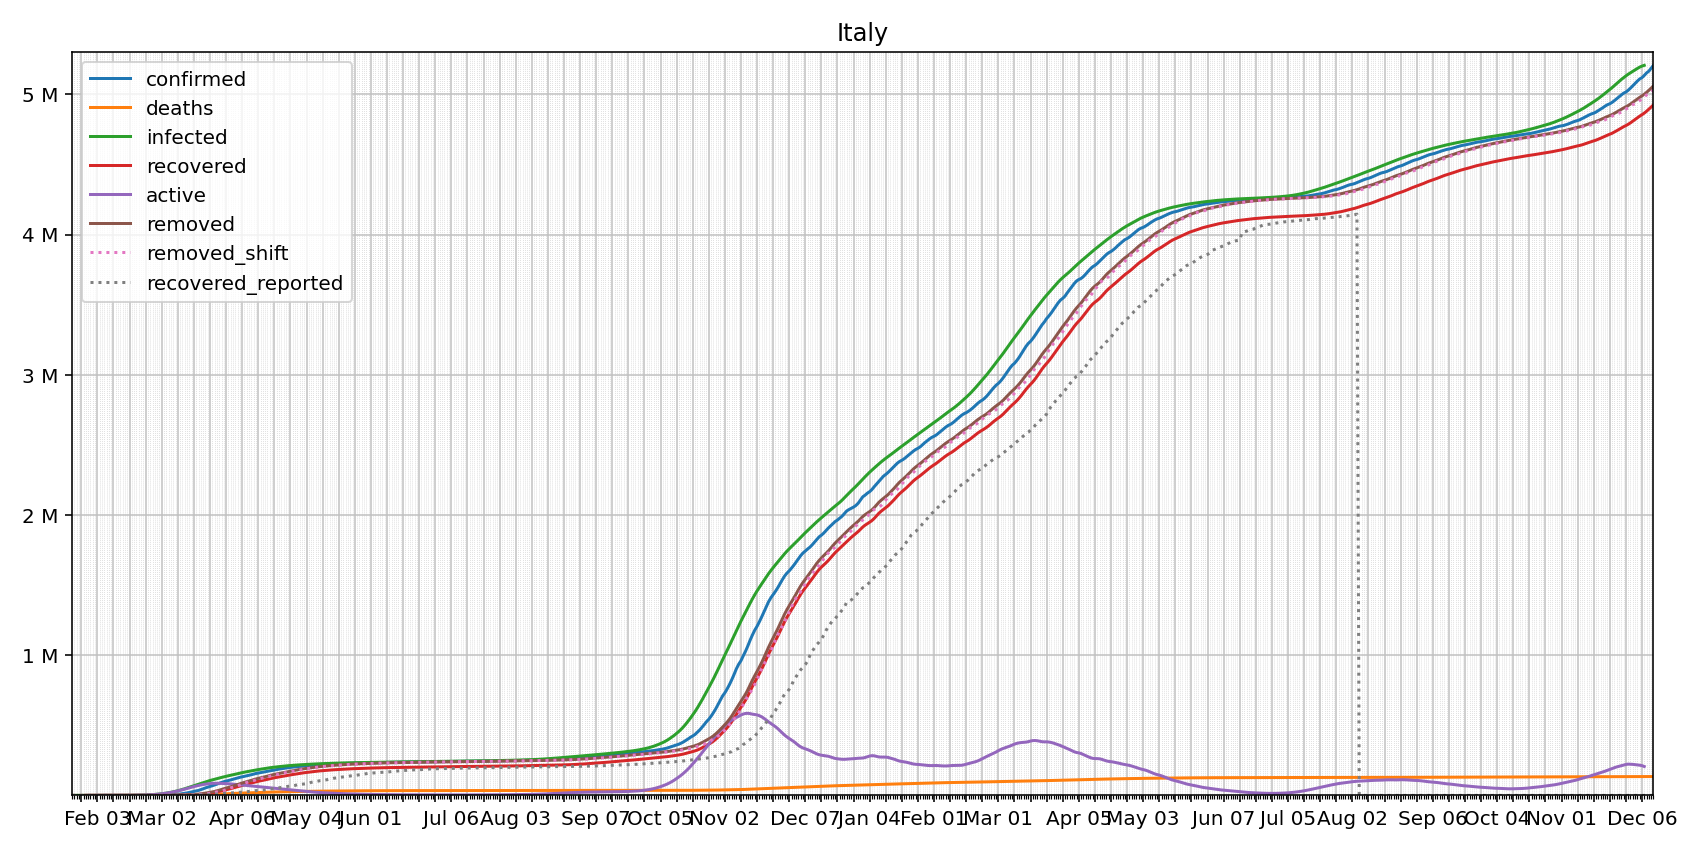 Italy
confirmed
deaths
infected
recovered
active
removed
removed_shift
recovered_reported
5 M
4 M
3 M
2 M
1 M
Feb 03 Mar 02 Apr 06 May 04 Jun 01 Jul 06 Aug 03 Sep 07 Oct 05 Nov 02 Dec 07 Jan 04 Feb 01 Mar 01 Apr 05 May 03 Jun 07 Jul 05 Aug 02 Sep 06 Oct 04 Nov 01 Dec 06